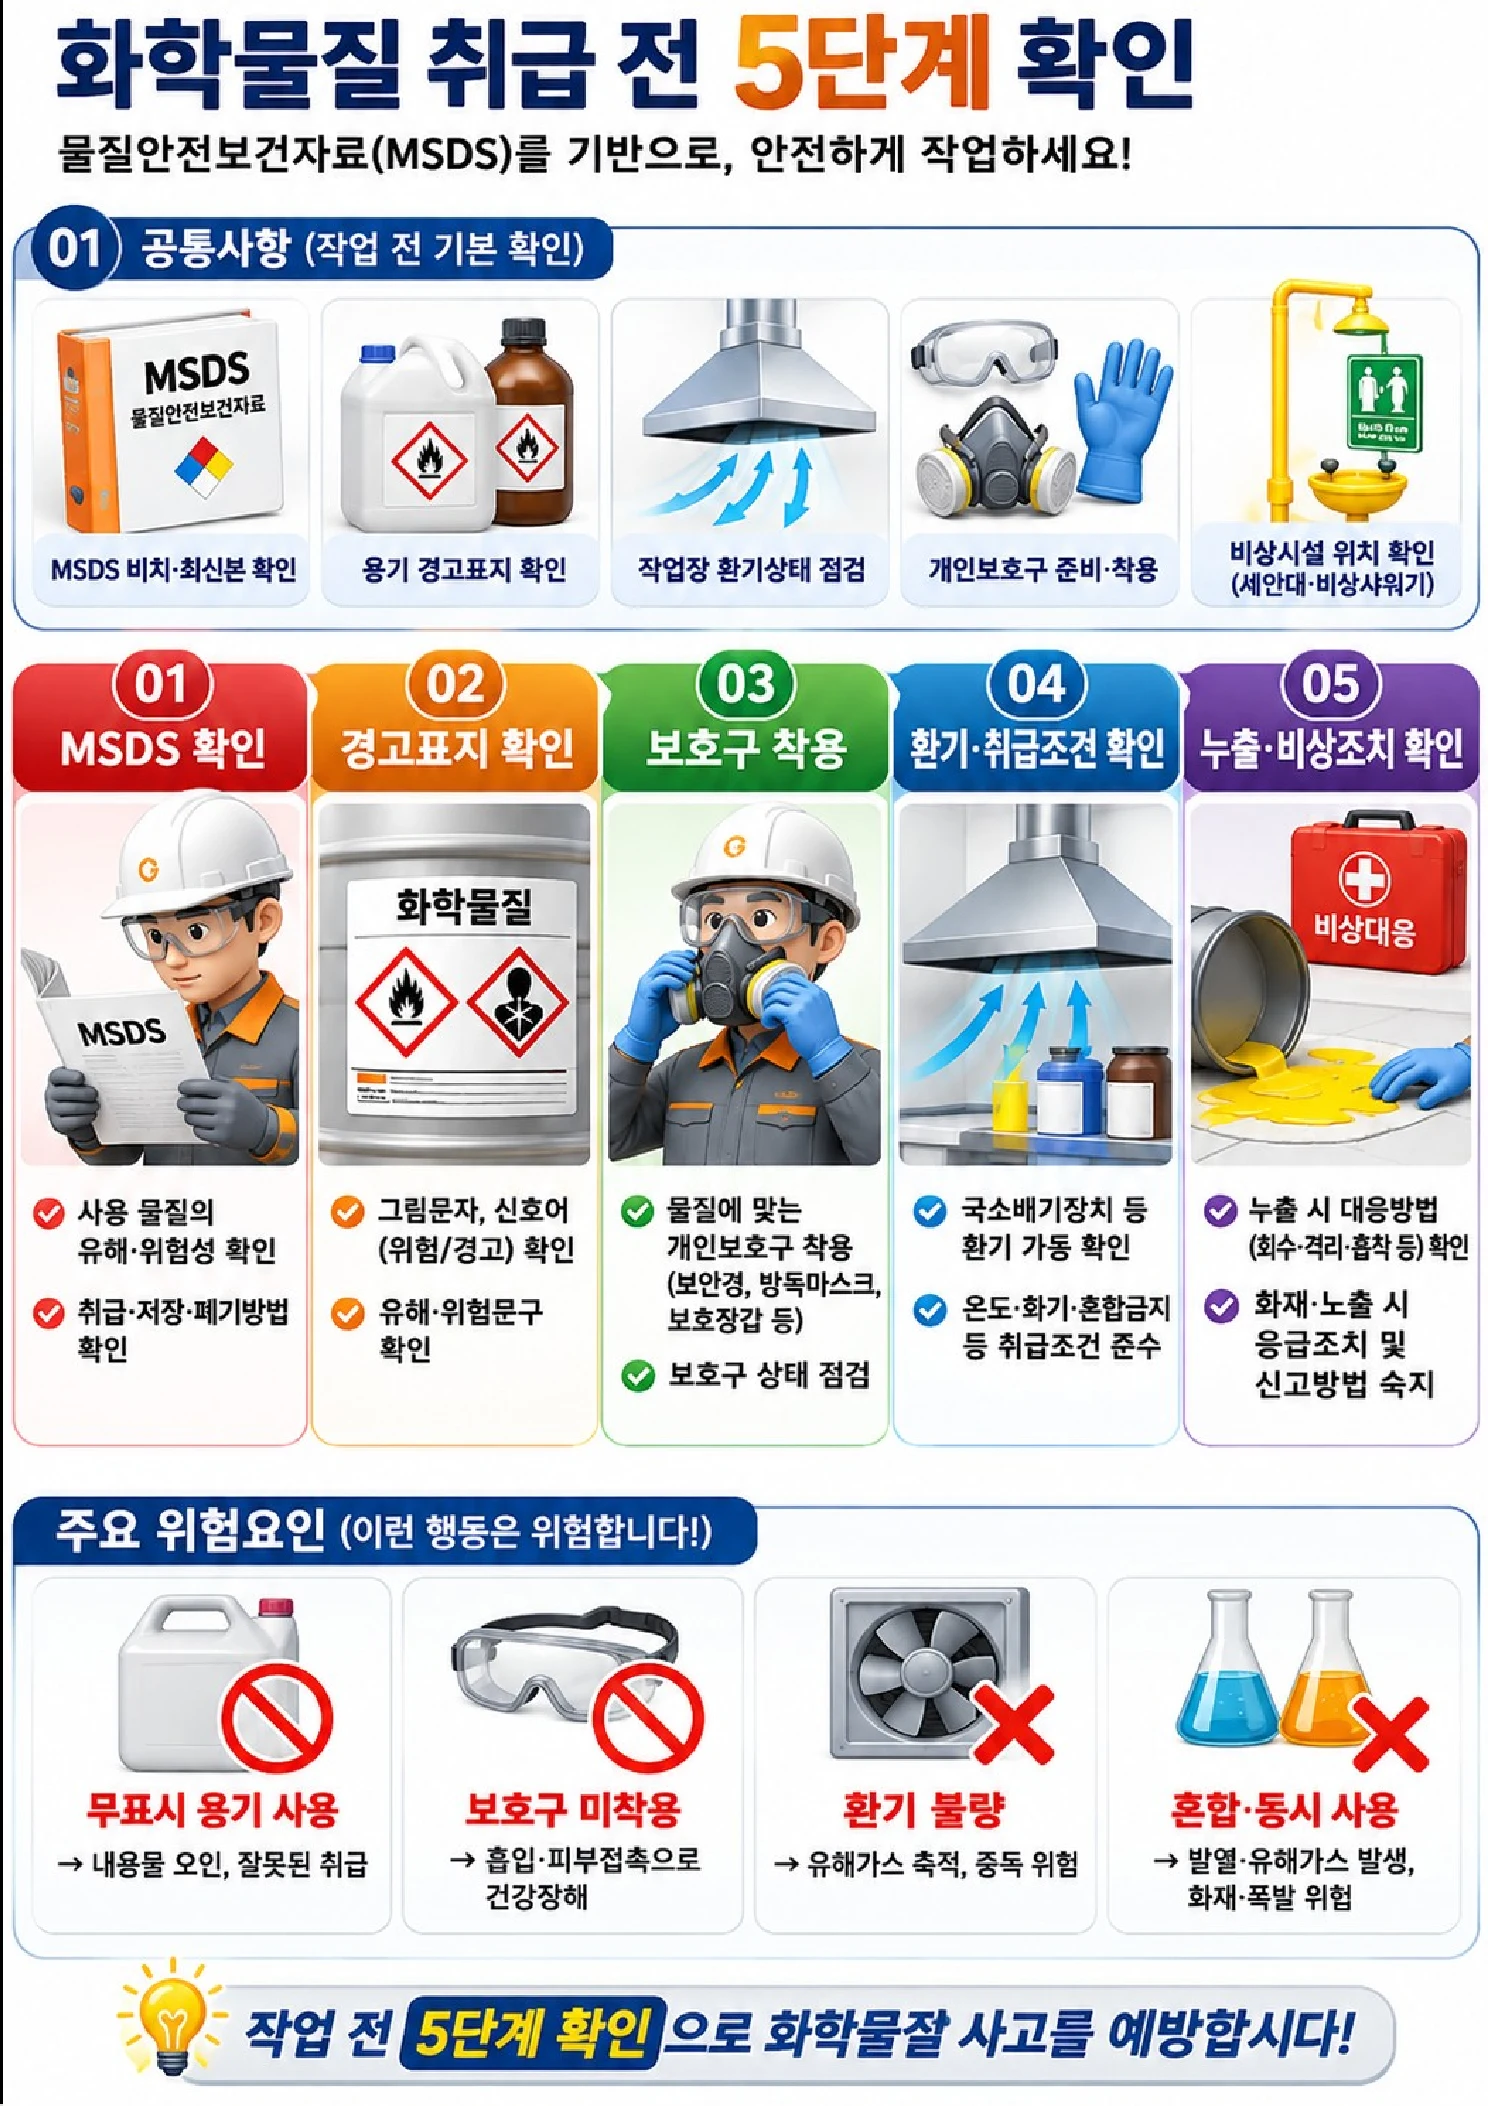 화학물질 취급 전 5단계 확인
물질안전보건자료(MSDS)를 기반으로, 안전하게 작업하세요!
01 공통사항 (작업 전 기본 확인)
MSDS
물질안전보건자료
MSDS 비치·최신본 확인
용기 경고표지 확인
작업장 환기상태 점검
개인보호구 준비·착용
비상시설 위치 확인
(세안대·비상샤워기)
01
MSDS 확인
MSDS
사용 물질의
유해·위험성 확인
취급·저장·폐기방법
확인
02
경고표지 확인
화학물질
그림문자, 신호어
(위험/경고) 확인
유해·위험문구
확인
03
보호구 착용
물질에 맞는
개인보호구 착용
(보안경, 방독마스크,
보호장갑 등)
보호구 상태 점검
04
환기·취급조건 확인
국소배기장치 등
환기 가동 확인
온도·화기·혼합금지
등 취급조건 준수
05
누출·비상조치 확인
비상대응
누출 시 대응방법
(회수·격리·흡착 등) 확인
화재·노출 시
응급조치 및
신고방법 숙지
주요 위험요인 (이런 행동은 위험합니다!)
무표시 용기 사용
→ 내용물 오인, 잘못된 취급
보호구 미착용
→ 흡입·피부접촉으로
건강장해
환기 불량
→ 유해가스 축적, 중독 위험
혼합·동시 사용
→ 발열·유해가스 발생,
화재·폭발 위험
작업 전 5단계 확인으로 화학물잘 사고를 예방합시다!